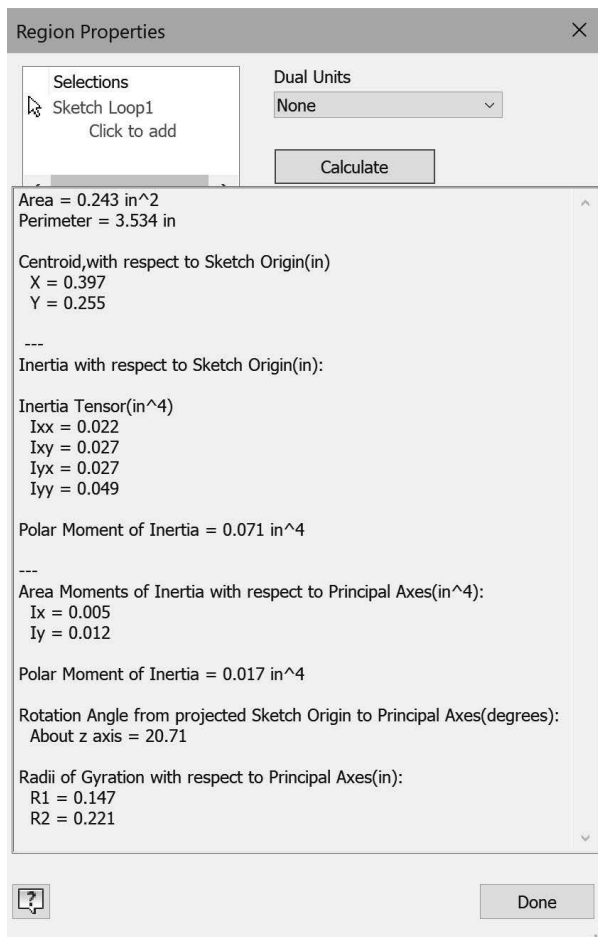 Region Properties
Selections
Sketch Loop1
Click to add
Dual Units
None
Calculate
Area = 0.243 in^2
Perimeter = 3.534 in
Centroid,with respect to Sketch Origin(in)
X = 0.397
Y = 0.255
---
Inertia with respect to Sketch Origin(in):
Inertia Tensor(in^4)
Ixx = 0.022
Ixy = 0.027
Iyx = 0.027
Iyy = 0.049
Polar Moment of Inertia = 0.071 in^4
---
Area Moments of Inertia with respect to Principal Axes(in^4):
Ix = 0.005
Iy = 0.012
Polar Moment of Inertia = 0.017 in^4
Rotation Angle from projected Sketch Origin to Principal Axes(degrees):
About z axis = 20.71
Radii of Gyration with respect to Principal Axes(in):
R1 = 0.147
R2 = 0.221
?
Done